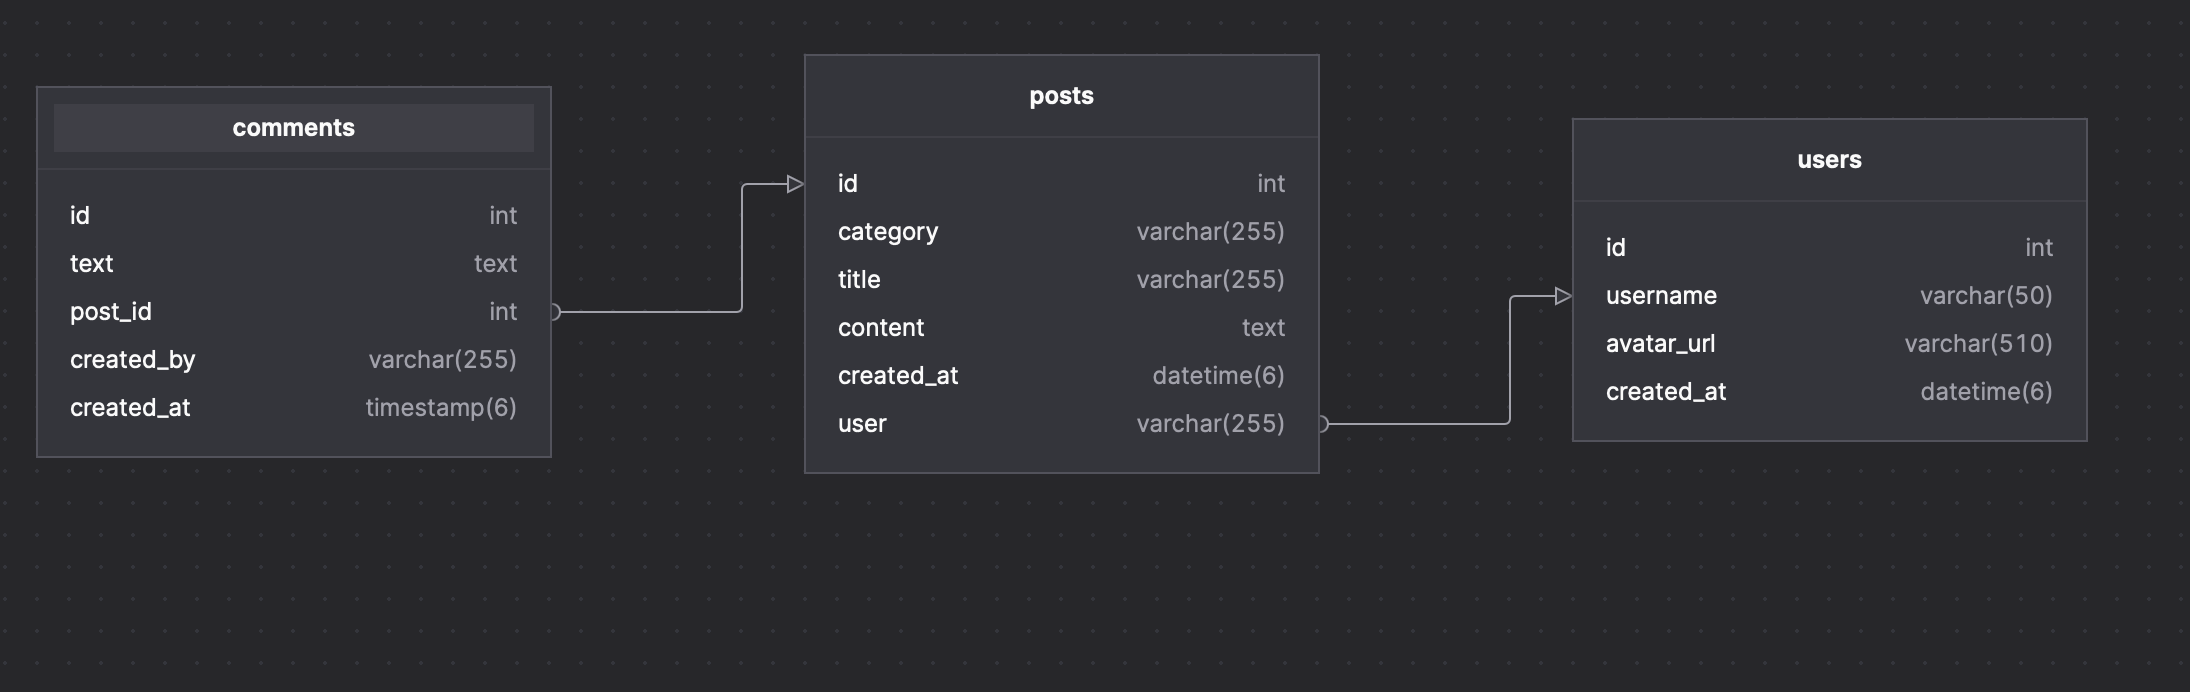 comments
id int
text text
post_id int
created_by varchar(255)
created_at timestamp(6)
posts
id int
category varchar(255)
title varchar(255)
content text
created_at datetime(6)
user varchar(255)
users
id int
username varchar(50)
avatar_url varchar(510)
created_at datetime(6)